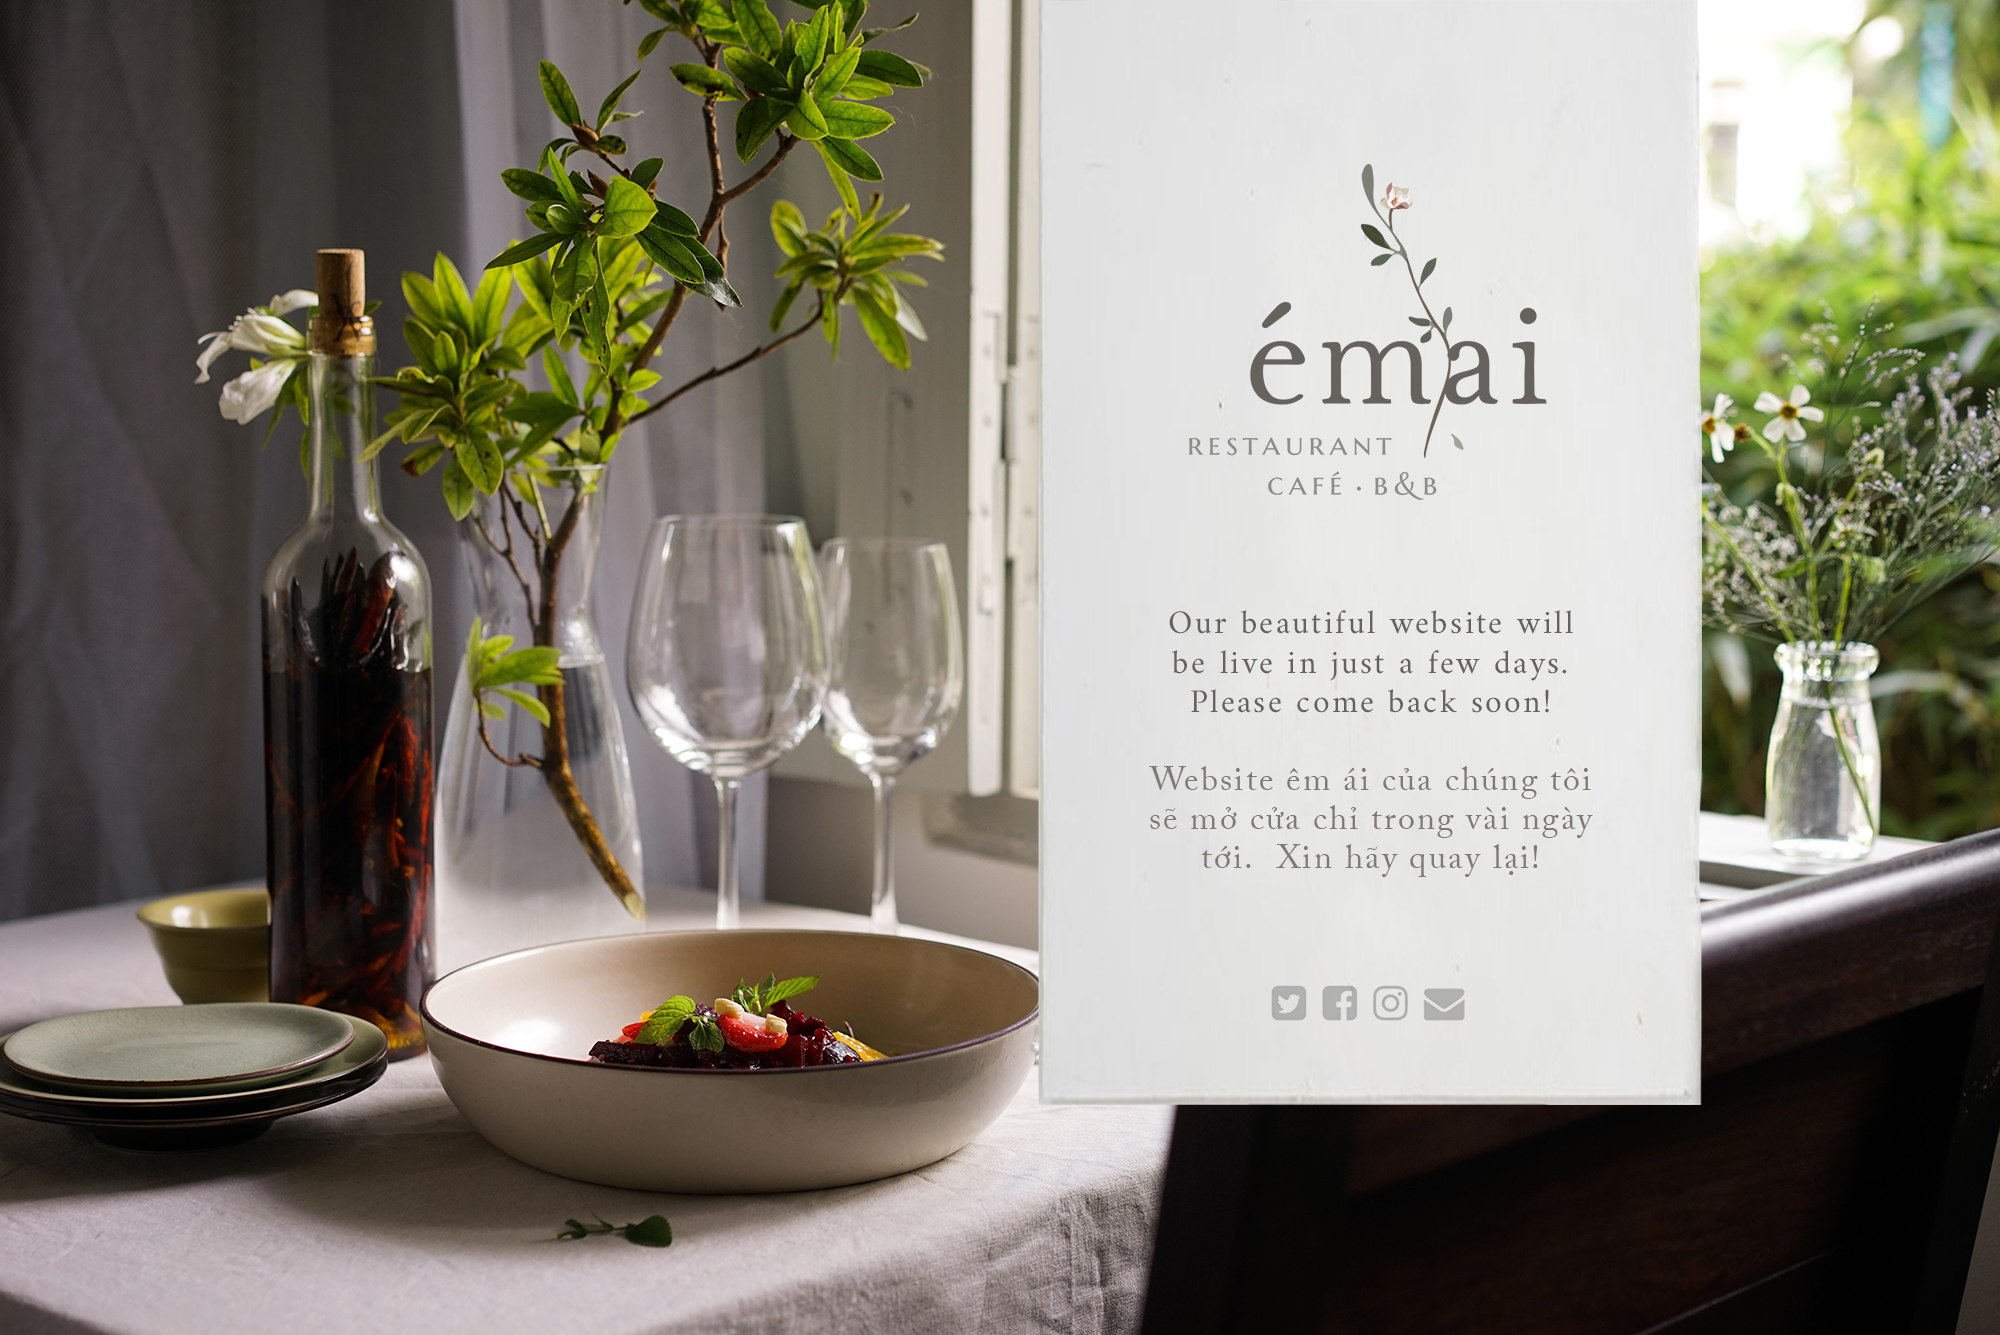 émai
RESTAURANT
CAFÉ · B&B
Our beautiful website will
be live in just a few days.
Please come back soon!
Website êm ái của chúng tôi
sẽ mở cửa chỉ trong vài ngày
tới. Xin hãy quay lại!